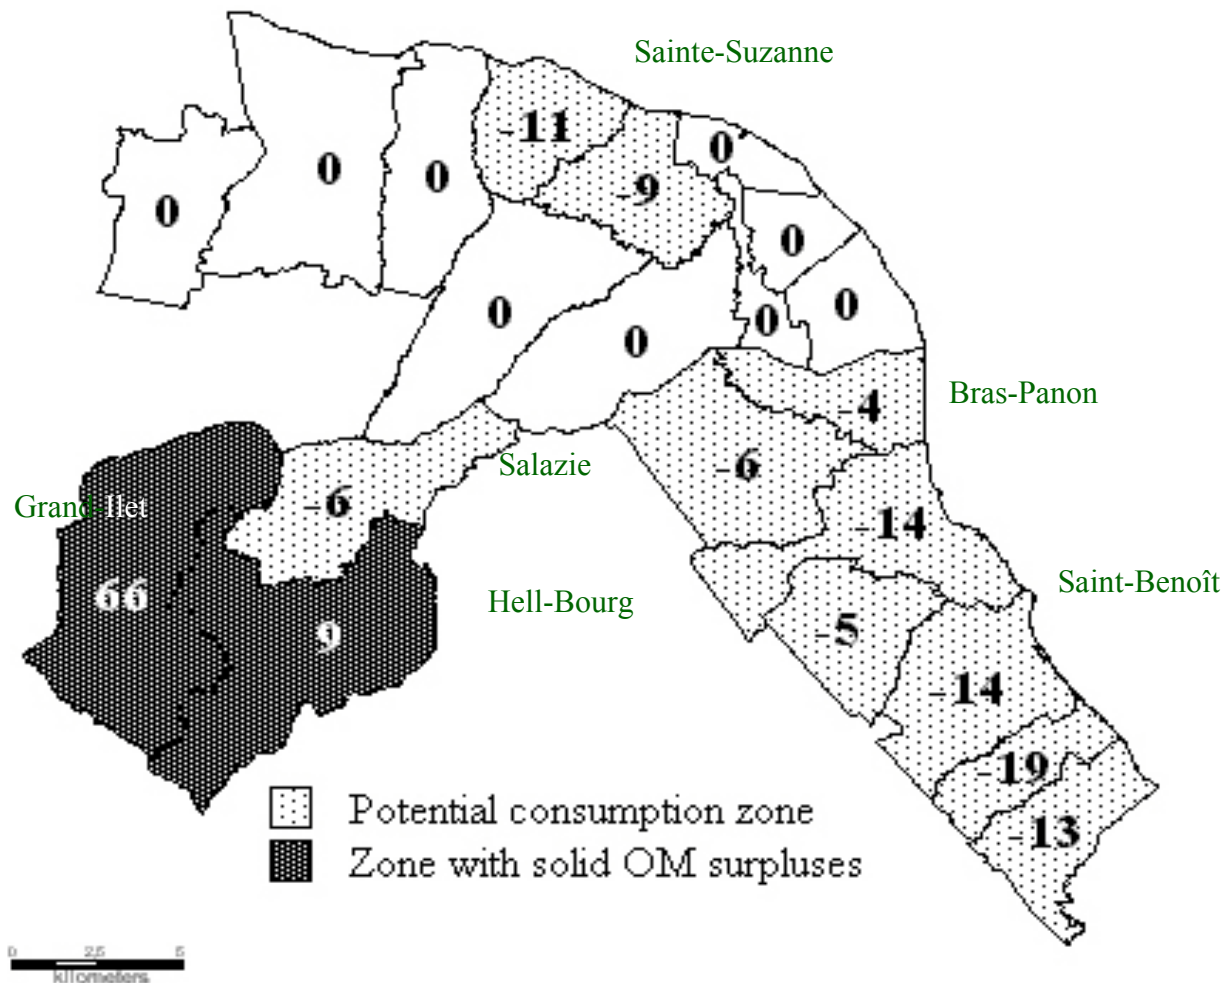 Sainte-Suzanne
-11
0
0
0
-9
0
0
0
0
0
0
0
-4
Bras-Panon
Salazie
-6
-6
Grand-Ilet
-14
Saint-Benoît
66
Hell-Bourg
9
-5
-14
-19
-13
Potential consumption zone
Zone with solid OM surpluses
0 2,5 5
kilometers